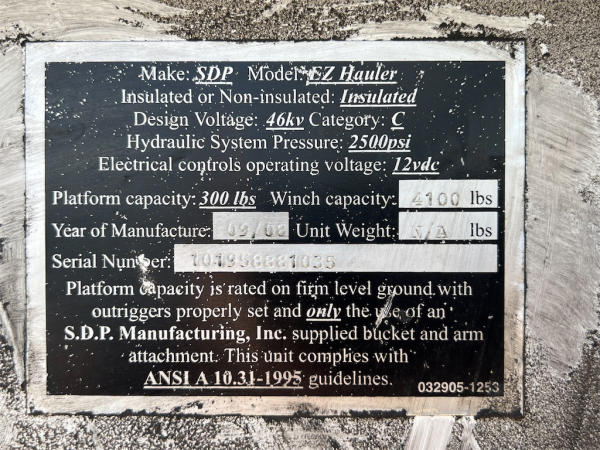 Make: SDP Model: EZ Hauler
Insulated or Non-insulated: Insulated
Design Voltage: 46kv Category: C
Hydraulic System Pressure: 2500psi
Electrical controls operating voltage: 12vdc
Platform capacity: 300 lbs Winch capacity: 4100 lbs
Year of Manufacture: 09/08 Unit Weight: N/A lbs
Serial Number:
Platform capacity is rated on firm level ground with
outriggers properly set and only the use of an
S.D.P. Manufacturing, Inc. supplied bucket and arm
attachment. This unit complies with
ANSI A 10.31-1995 guidelines.
032905-1253